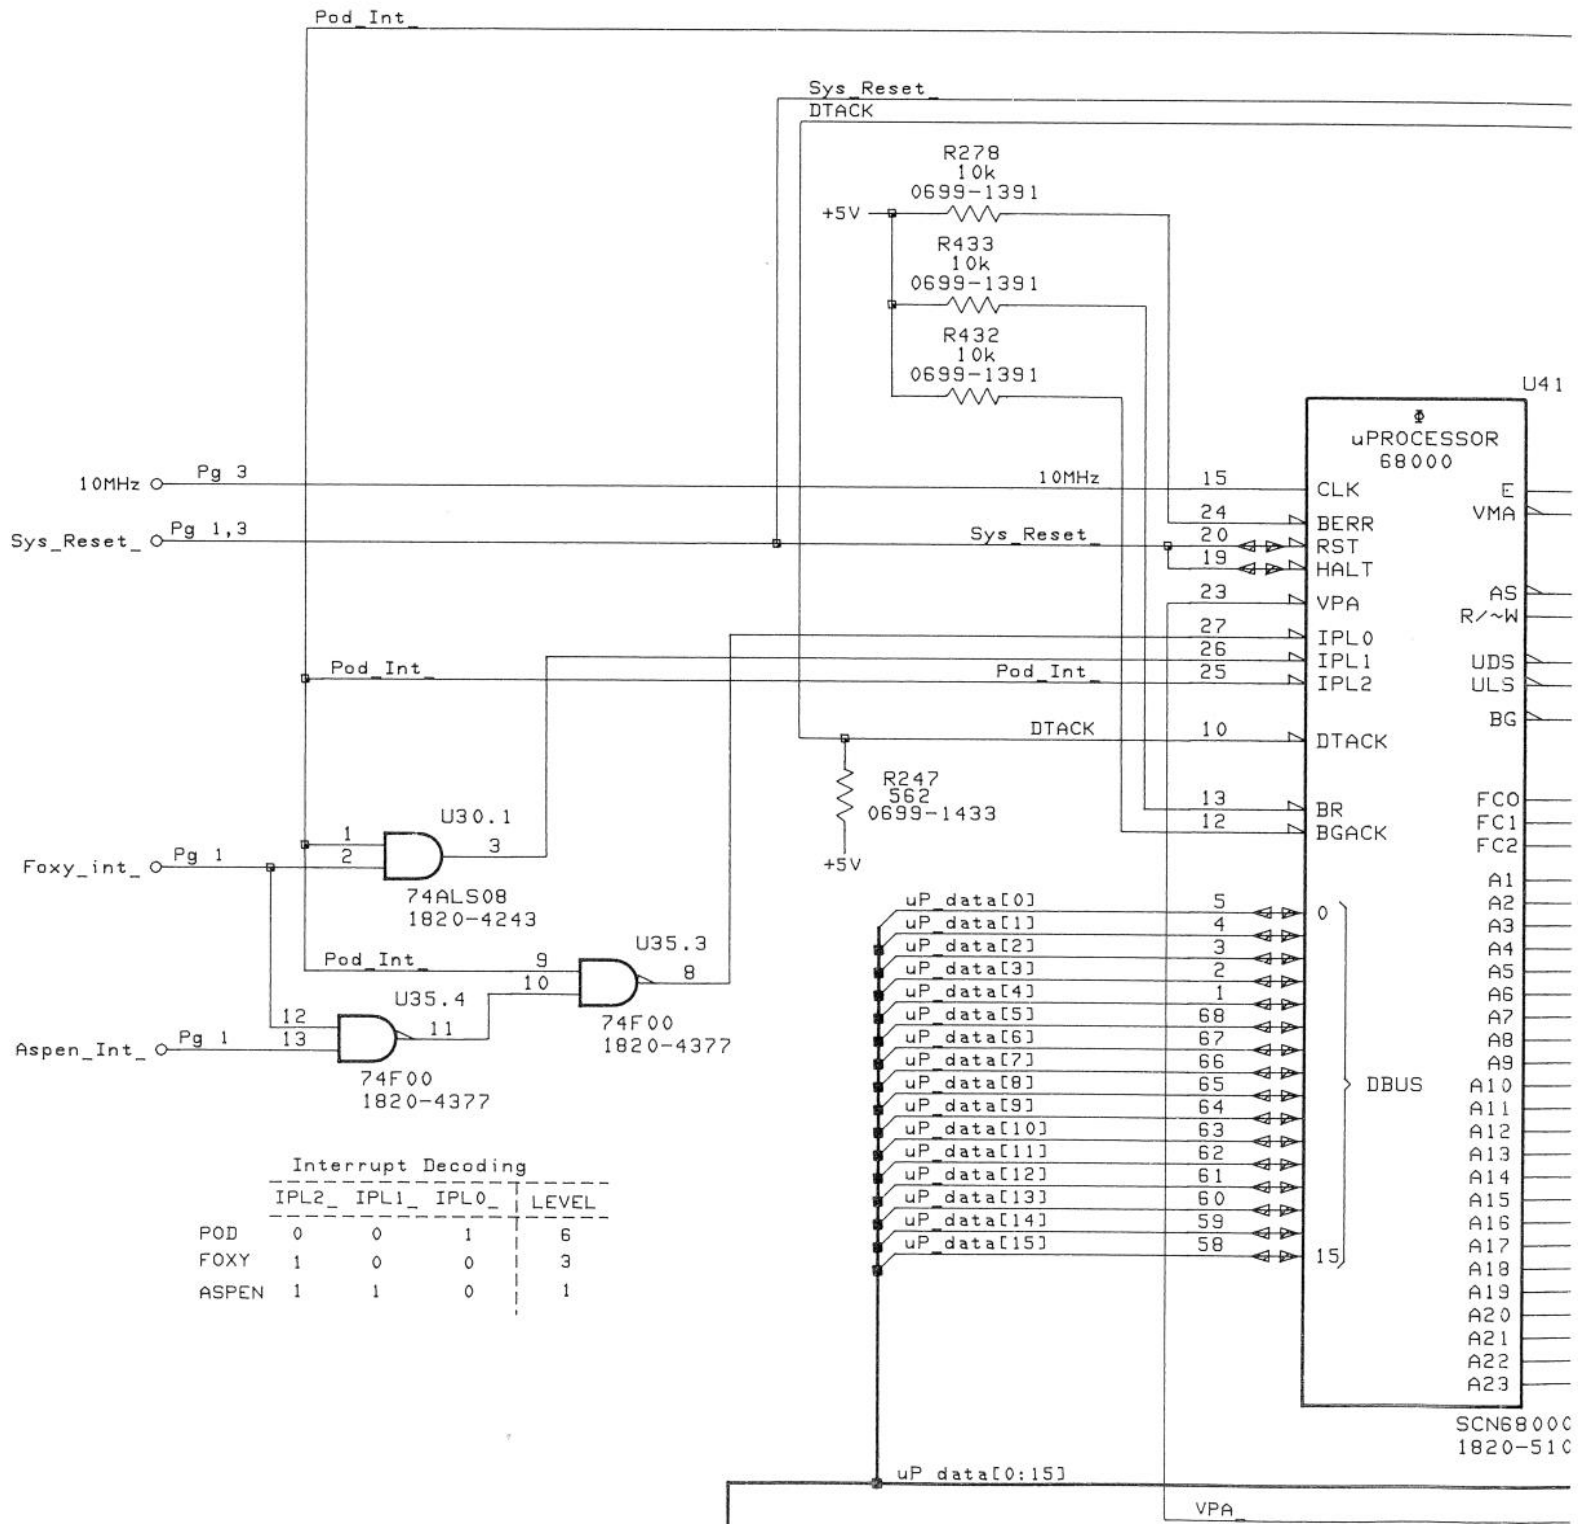 Pod_Int_
Sys_Reset_
DTACK
R278
10k
0699-1391
+5V
R433
10k
0699-1391
R432
10k
0699-1391
U41
Φ
uPROCESSOR
68000
10MHz Pg 3 10MHz 15 CLK E
24 BERR VMA
Sys_Reset_ Pg 1,3 Sys_Reset_ 20 RST
19 HALT
23 VPA AS
R/~W
27 IPL0
26 IPL1 UDS
Pod_Int_ Pod_Int_ 25 IPL2 ULS
BG
DTACK 10 DTACK
R247
562
0699-1433
+5V
13 BR FC0
12 BGACK FC1
FC2
U30.1
1
2 3
Foxy_int_ Pg 1
74ALS08
1820-4243
A1
uP_data[0] 5 0 A2
uP_data[1] 4 A3
uP_data[2] 3 A4
uP_data[3] 2 A5
uP_data[4] 1 A6
uP_data[5] 68 A7
uP_data[6] 67 A8
uP_data[7] 66 A9
uP_data[8] 65 DBUS A10
uP_data[9] 64 A11
uP_data[10] 63 A12
uP_data[11] 62 A13
uP_data[12] 61 A14
uP_data[13] 60 A15
uP_data[14] 59 A16
uP_data[15] 58 15 A17
A18
A19
A20
A21
A22
A23
U35.3
Pod_Int_ 9
10 8
74F00
1820-4377
U35.4
12
13 11
Aspen_Int_ Pg 1
74F00
1820-4377
Interrupt Decoding
IPL2_ IPL1_ IPL0_ LEVEL
POD 0 0 1 6
FOXY 1 0 0 3
ASPEN 1 1 0 1
SCN68000
1820-510
uP_data[0:15]
VPA_